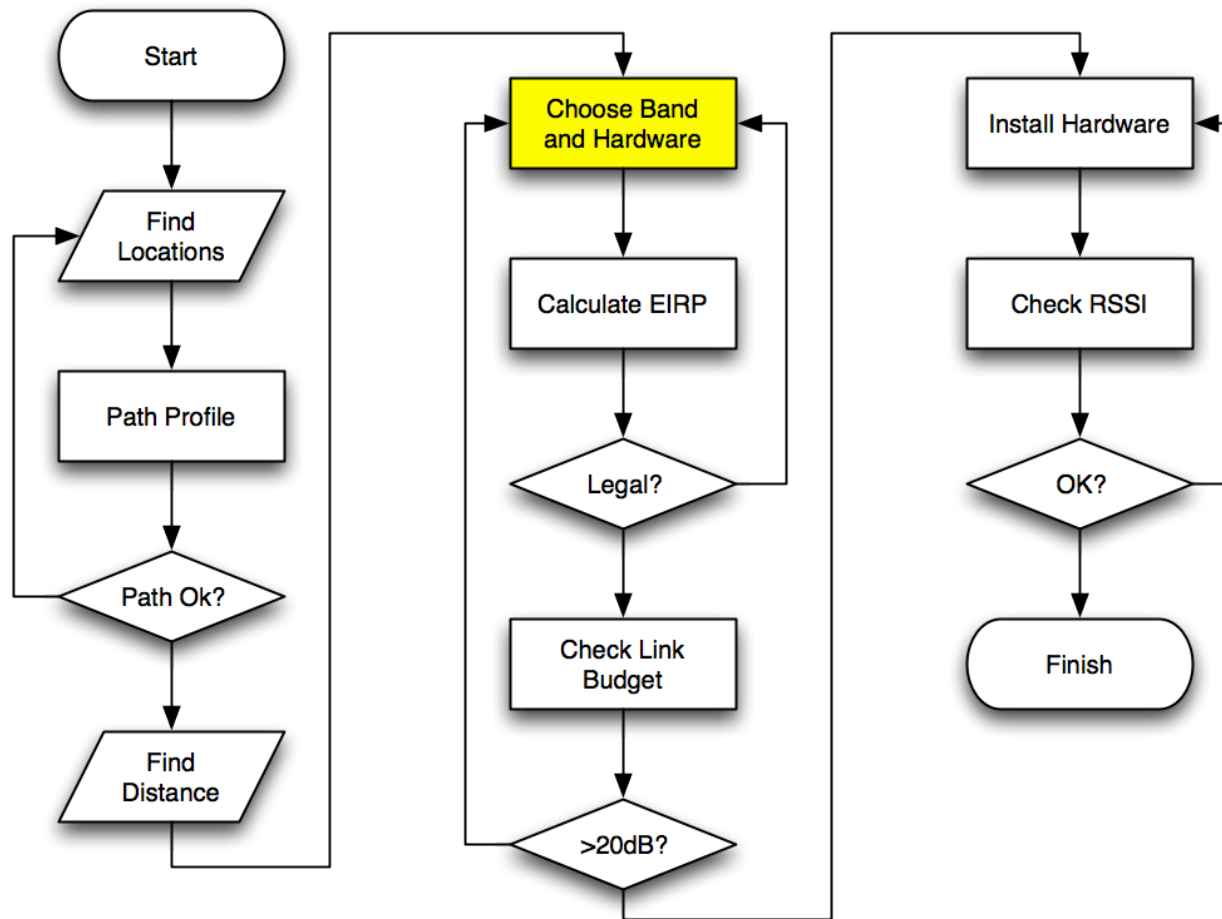 Start
Find
Locations
Path Profile
Path Ok?
Find
Distance
Choose Band
and Hardware
Calculate EIRP
Legal?
Check Link
Budget
>20dB?
Install Hardware
Check RSSI
OK?
Finish